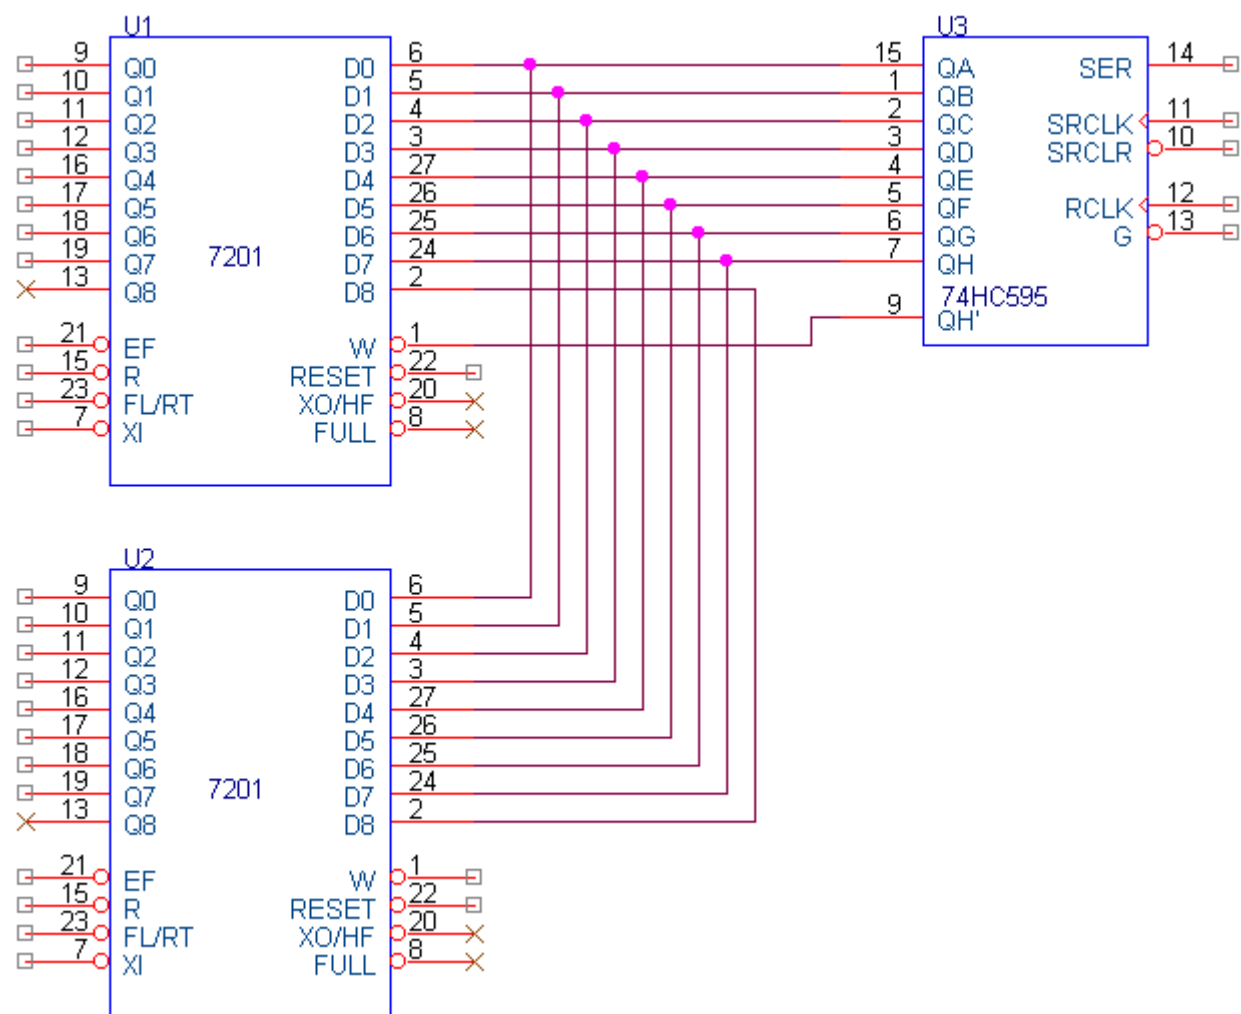 U1 U3
9 Q0 D0 6 15 QA SER 14
10 Q1 D1 5 1 QB
11 Q2 D2 4 2 QC SRCLK 11
12 Q3 D3 3 3 QD SRCLR 10
16 Q4 D4 27 4 QE
17 Q5 D5 26 5 QF RCLK 12
18 Q6 D6 25 6 QG G 13
19 Q7 7201 D7 24 7 QH
13 Q8 D8 2 74HC595
9 QH'
21 EF W 1
15 R RESET 22
23 FL/RT XO/HF 20
7 XI FULL 8
U2
9 Q0 D0 6
10 Q1 D1 5
11 Q2 D2 4
12 Q3 D3 3
16 Q4 D4 27
17 Q5 D5 26
18 Q6 D6 25
19 Q7 7201 D7 24
13 Q8 D8 2
21 EF W 1
15 R RESET 22
23 FL/RT XO/HF 20
7 XI FULL 8